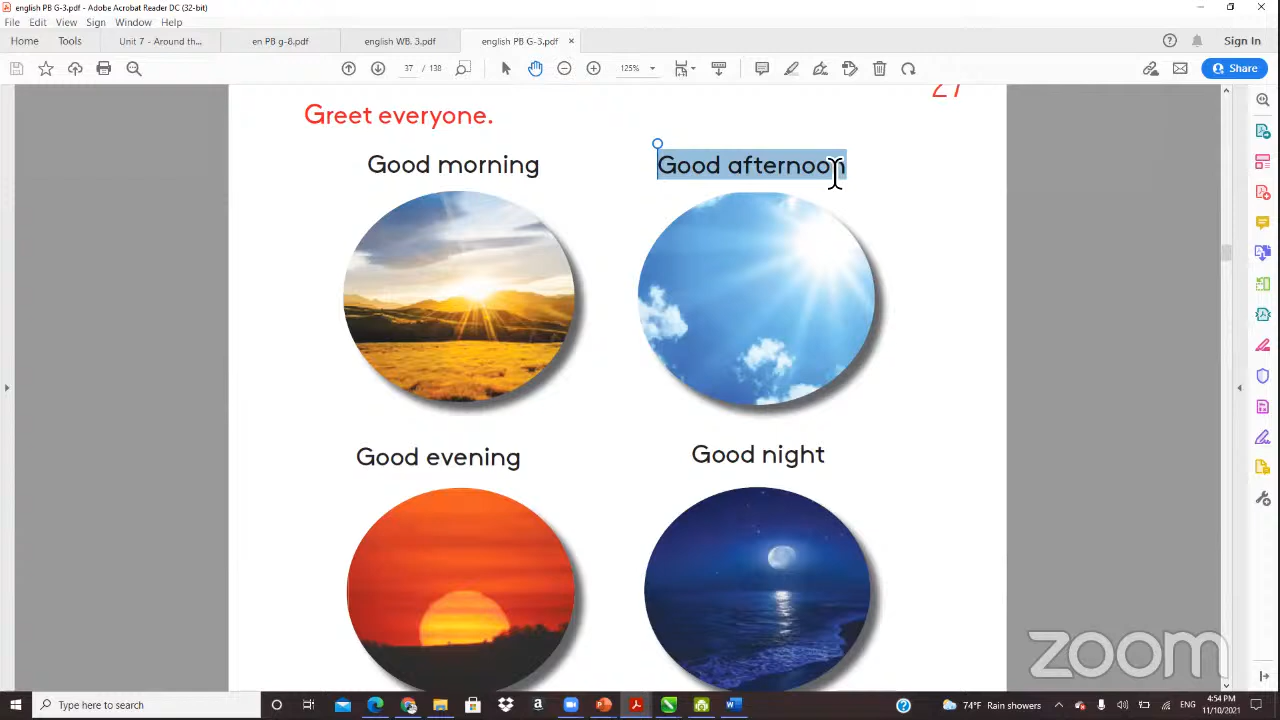 english PB G-3.pdf - Adobe Acrobat Reader DC (32-bit)
File Edit View Sign Window Help
Home Tools Unit 7 - Around th... en PB g-8.pdf english WB. 3.pdf english PB G-3.pdf × Sign In
37 / 138 125% Share
Greet everyone.
Good morning Good afternoon
Good evening Good night
zoom
Type here to search 74°F Rain showers 4:54 PM
11/10/2021